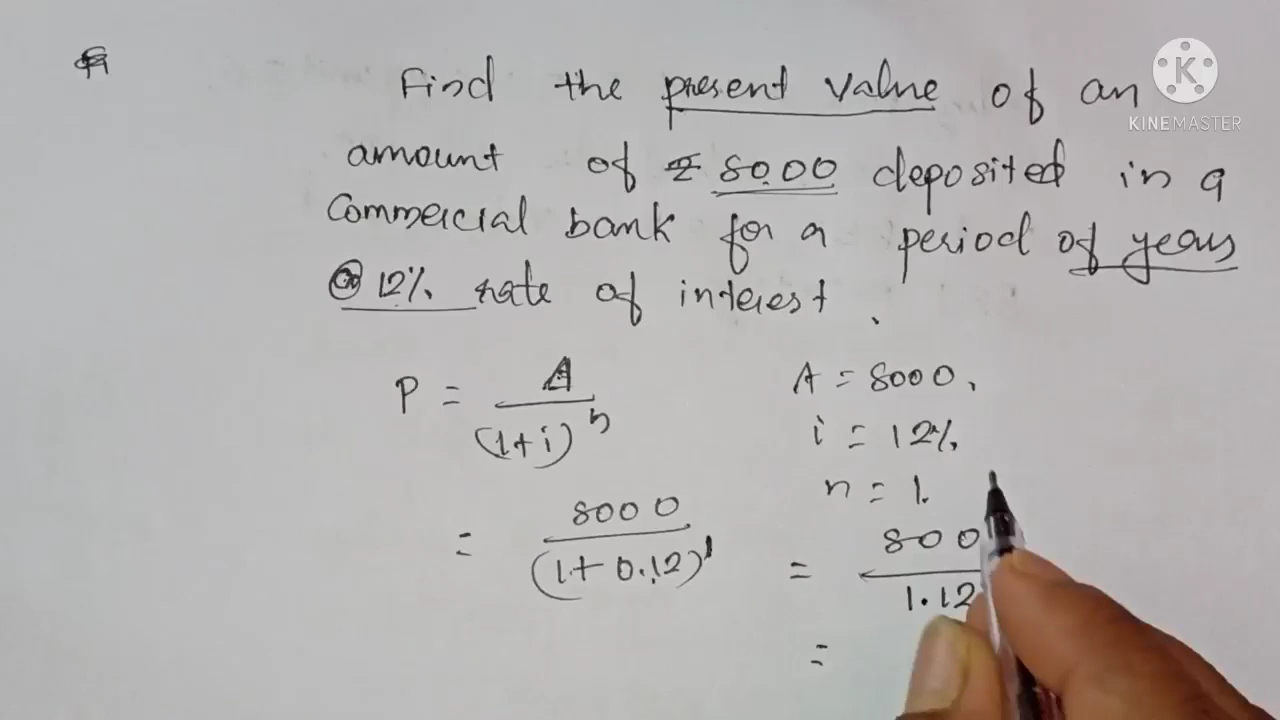 Find the present value of an
amount of ₹ 8000 deposited in a
Commercial bank for a period of years
@ 12% rate of interest.
P = A / (1+i)^n
A = 8000,
i = 12%
n = 1.
= 8000 / (1+0.12)^1 = 800 / 1.12
=
KINEMASTER